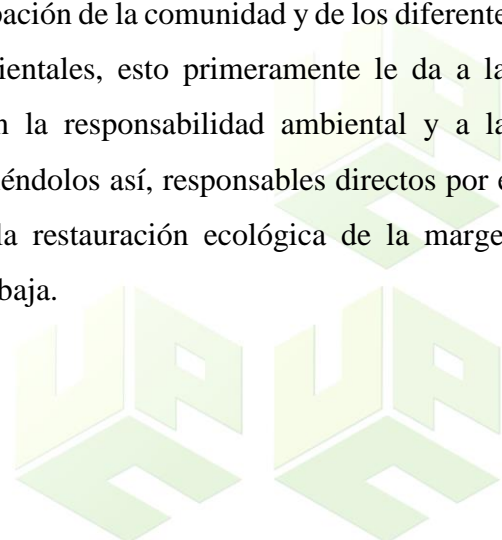 pación de la comunidad y de los diferente
ientales, esto primeramente le da a la
n la responsabilidad ambiental y a la
iéndolos así, responsables directos por e
la restauración ecológica de la marge
baja.